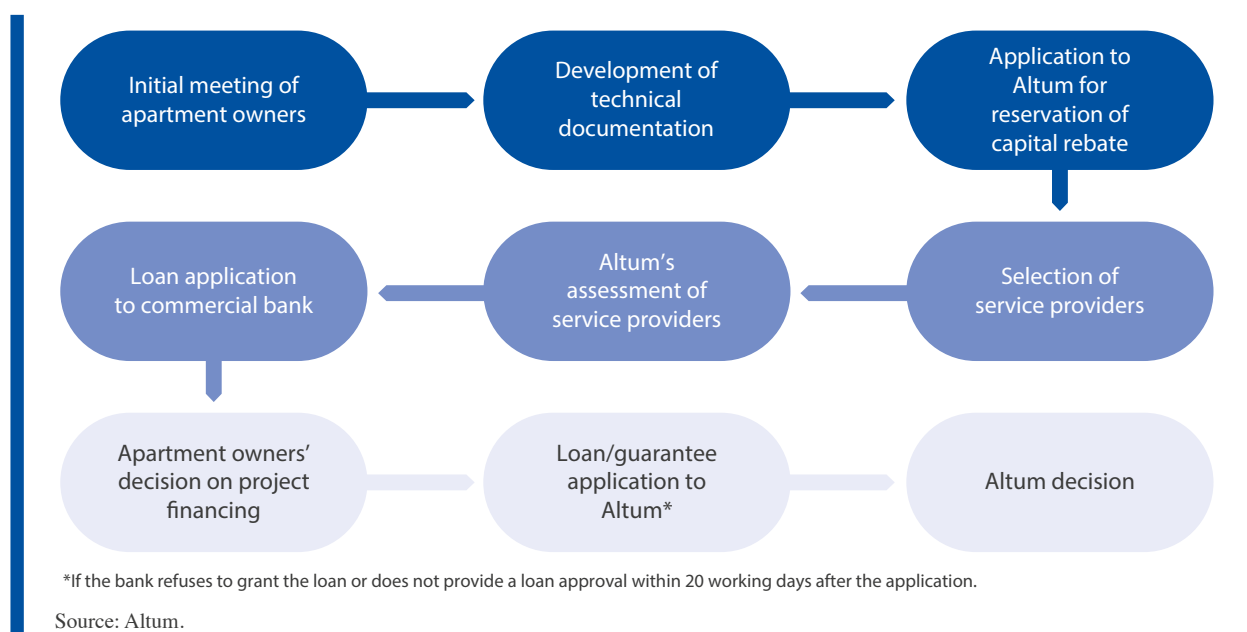 Initial meeting of
apartment owners
Development of
technical
documentation
Application to
Altum for
reservation of
capital rebate
Loan application
to commercial bank
Altum's
assessment of
service providers
Selection of
service providers
Apartment owners’
decision on project
financing
Loan/guarantee
application to
Altum*
Altum decision
*If the bank refuses to grant the loan or does not provide a loan approval within 20 working days after the application.
Source: Altum.